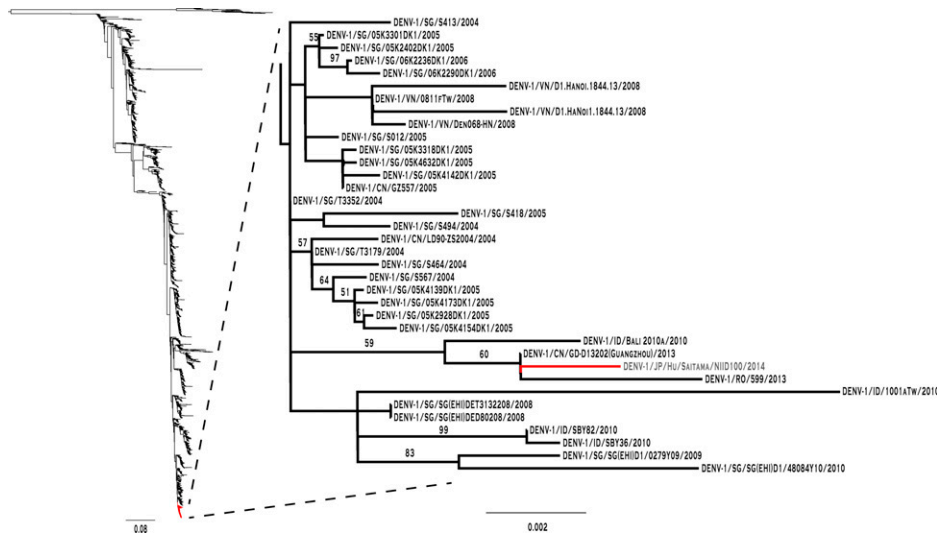 DENV-1/SG/S413/2004
55
DENV-1/SG/05K3301DK1/2005
DENV-1/SG/05K2402DK1/2005
97
DENV-1/SG/06K2236DK1/2006
DENV-1/SG/06K2290DK1/2006
DENV-1/VN/D1.HANOI.1844.13/2008
DENV-1/VN/0811FTW/2008
DENV-1/VN/D1.HANOI1.1844.13/2008
DENV-1/VN/DEN068-HN/2008
DENV-1/SG/S012/2005
DENV-1/SG/05K3318DK1/2005
DENV-1/SG/05K4632DK1/2005
DENV-1/SG/05K4142DK1/2005
DENV-1/CN/GZ557/2005
DENV-1/SG/T3352/2004
DENV-1/SG/S418/2005
DENV-1/SG/S494/2004
57
DENV-1/CN/LD90-ZS2004/2004
DENV-1/SG/T3179/2004
DENV-1/SG/S464/2004
64
DENV-1/SG/S567/2004
51
DENV-1/SG/05K4139DK1/2005
DENV-1/SG/05K4173DK1/2005
61
DENV-1/SG/05K2928DK1/2005
DENV-1/SG/05K4154DK1/2005
59
DENV-1/ID/BALI 2010A/2010
60
DENV-1/CN/GD-D13202(GUANGZHOU)/2013
DENV-1/JP/HU/SAITAMA/NIID100/2014
DENV-1/RO/599/2013
DENV-1/ID/1001ATW/2010
DENV-1/SG/SG(EHI)DET3132208/2008
DENV-1/SG/SG(EHI)DED80208/2008
99
DENV-1/ID/SBY82/2010
DENV-1/ID/SBY36/2010
83
DENV-1/SG/SG(EHI)D1/0279Y09/2009
DENV-1/SG/SG(EHI)D1/48084Y10/2010
0.08
0.002